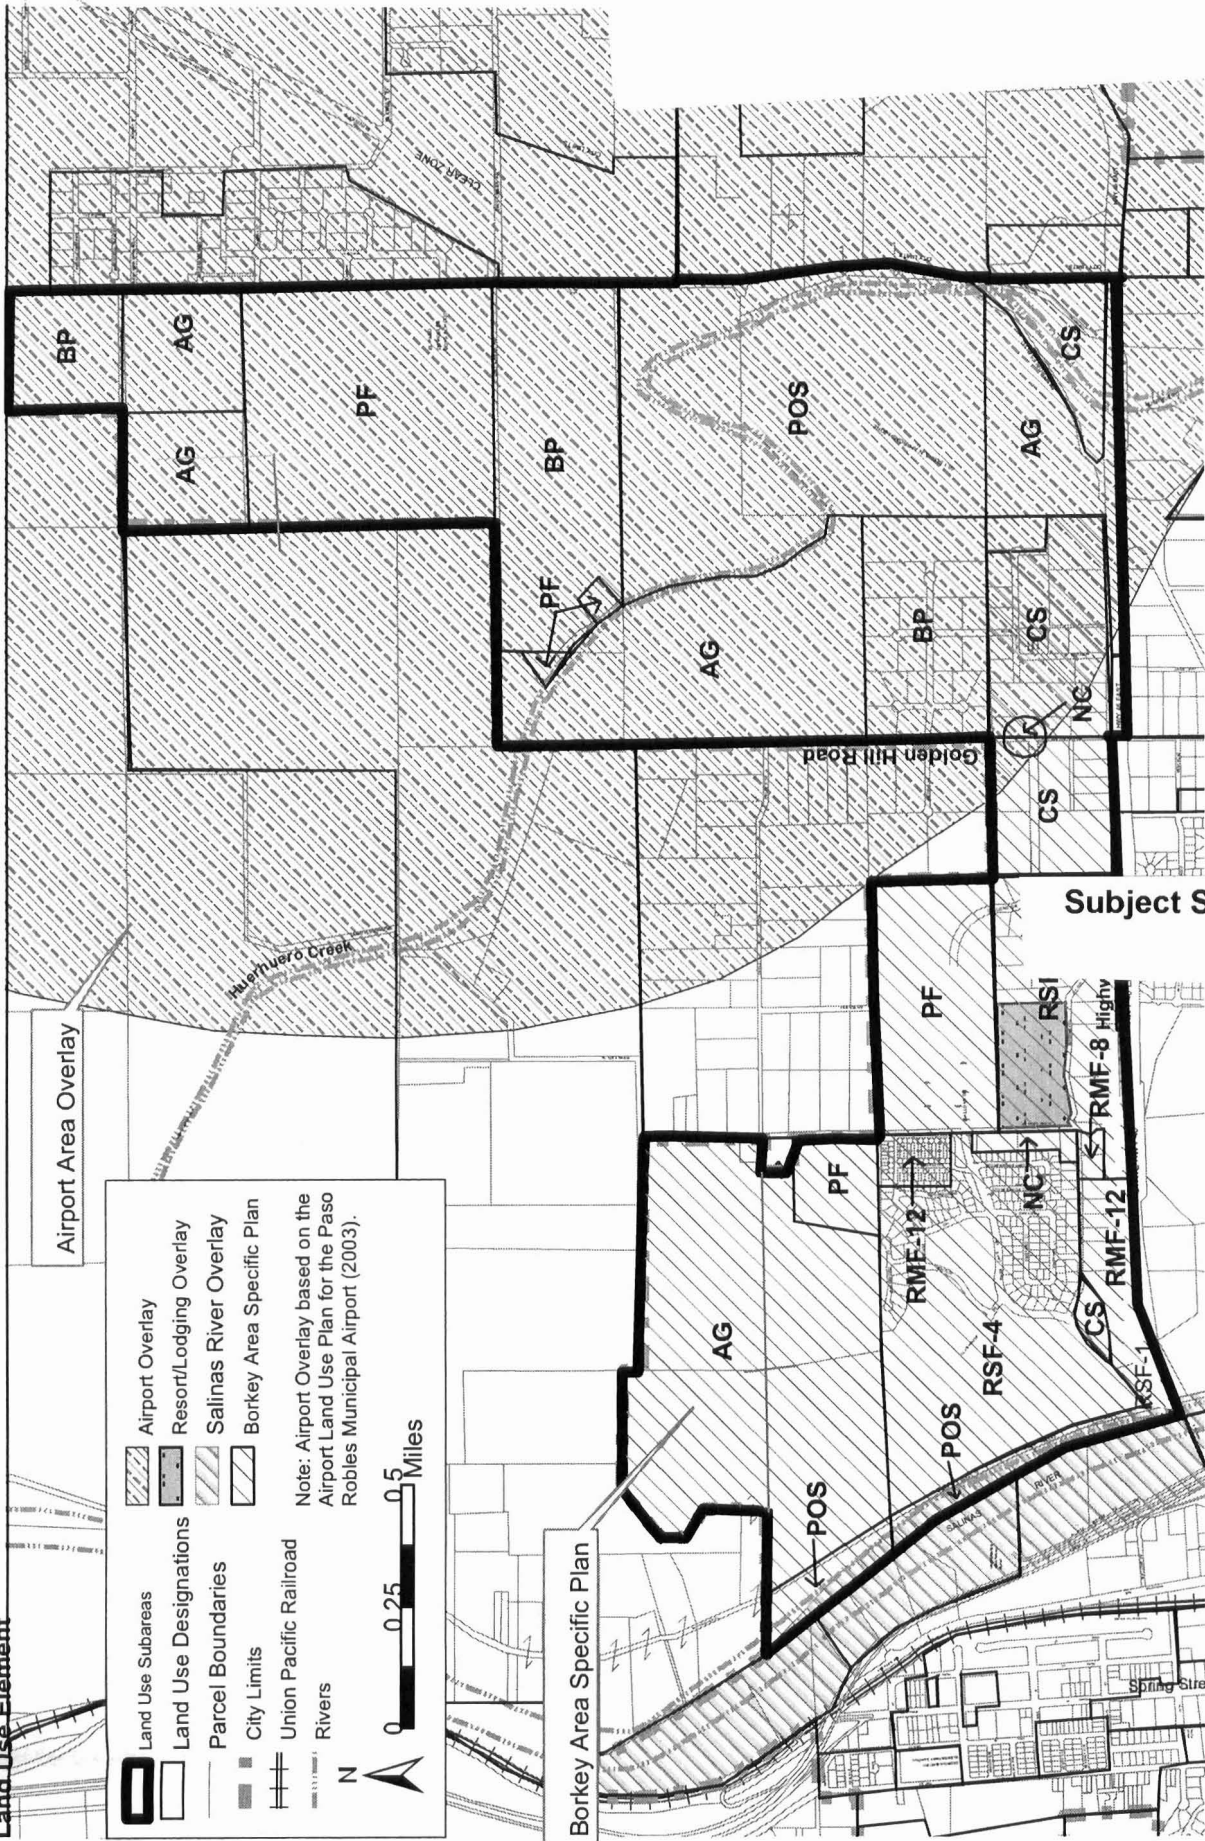 Land Use Element
Airport Area Overlay
Land Use Subareas
Land Use Designations
Parcel Boundaries
City Limits
Union Pacific Railroad
Rivers
Airport Overlay
Resort/Lodging Overlay
Salinas River Overlay
Borkey Area Specific Plan
Note: Airport Overlay based on the
Airport Land Use Plan for the Paso
Robles Municipal Airport (2003).
N
0
0.25
0.5
Miles
Borkey Area Specific Plan
Huerhuero Creek
CLEAR ZONE
BP
AG
AG
PF
BP
PF
POS
AG
AG
CS
BP
CS
NC
Golden Hill Road
CS
Subject S
PF
RSF
RMF-8
Highw
AG
PF
RMF-12
NC
RMF-12
RSF-4
CS
RSF-1
POS
POS
SALINAS
RIVER
Spring Stre